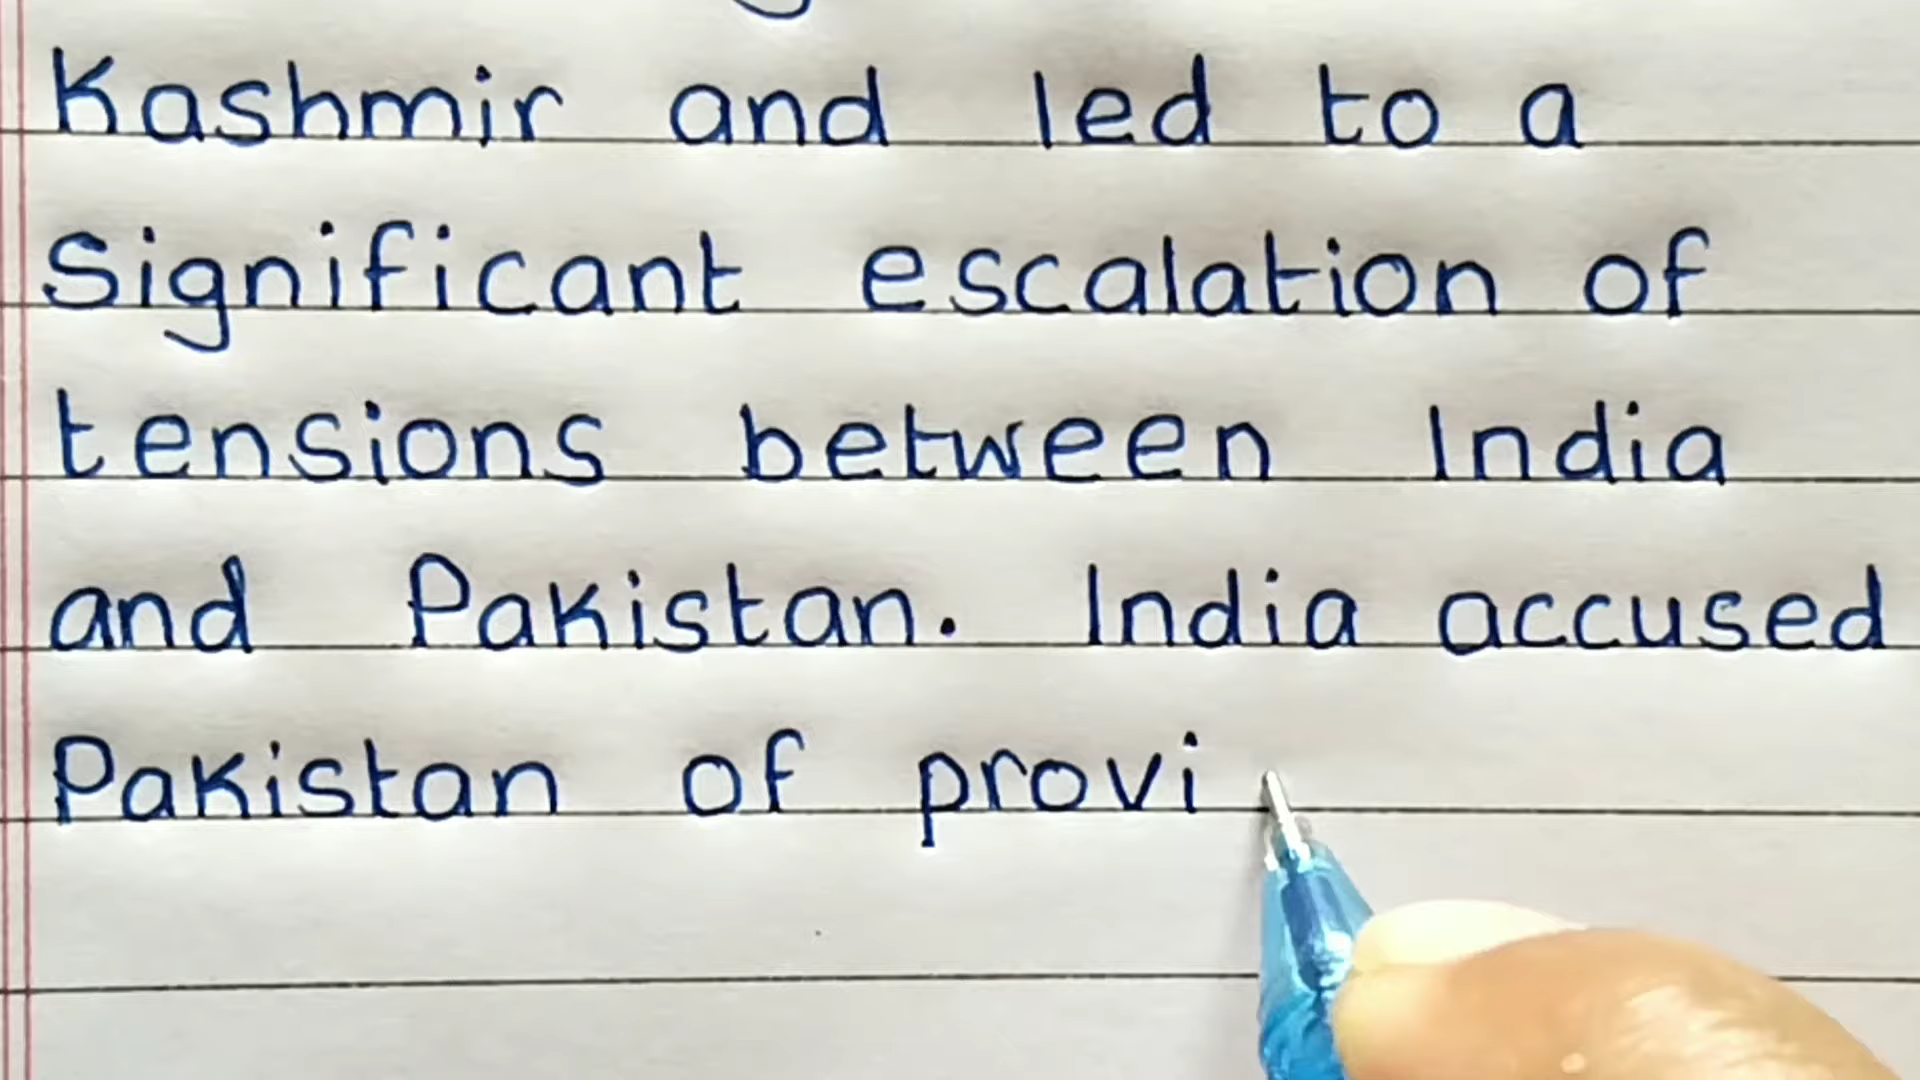 Kashmir and led to a
Significant escalation of
tensions between India
and Pakistan. India accused
Pakistan of provi